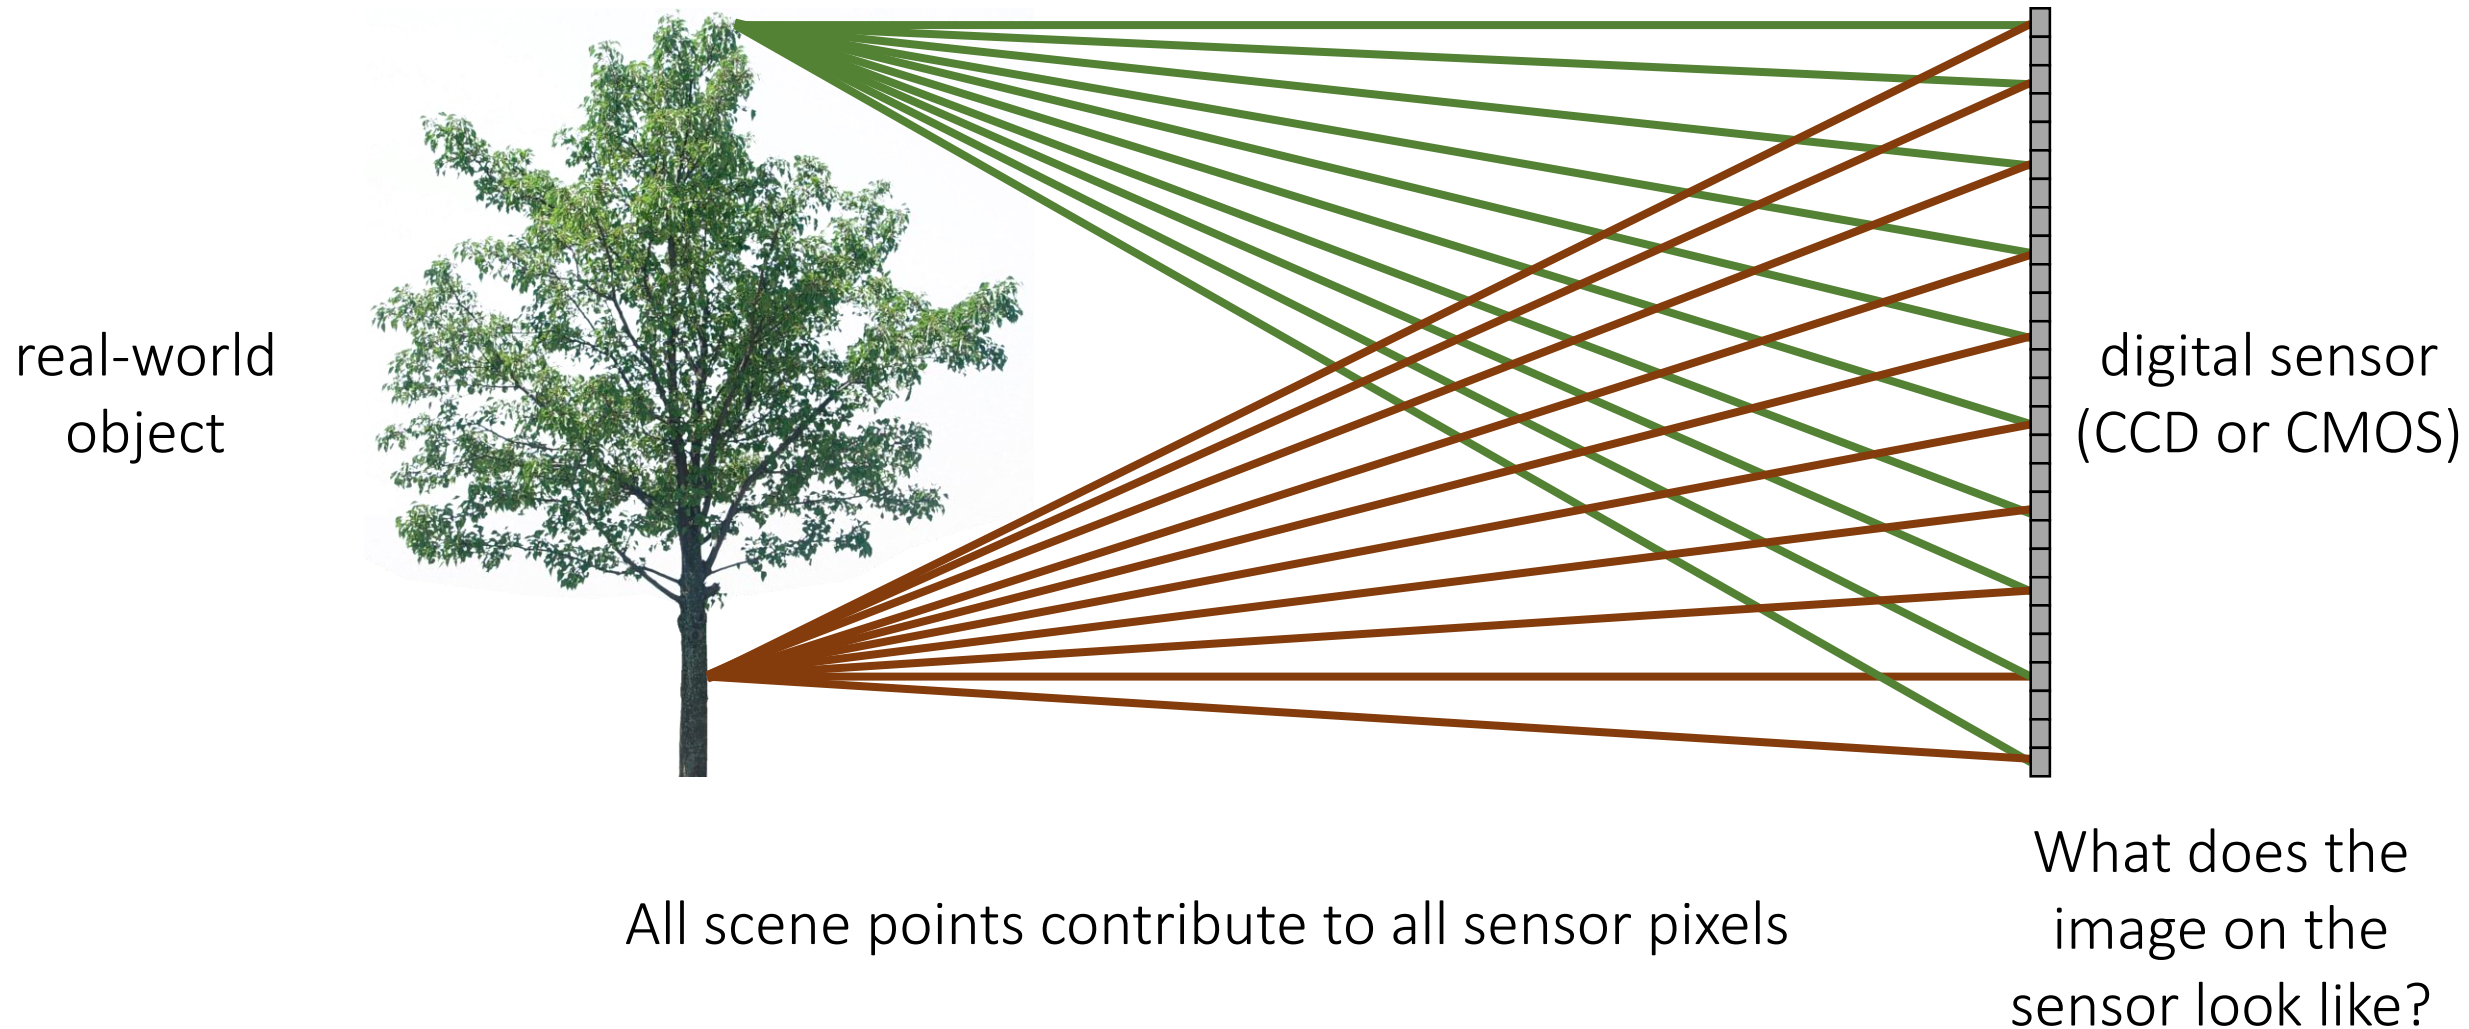 real-world
object
digital sensor
(CCD or CMOS)
All scene points contribute to all sensor pixels
What does the
image on the
sensor look like?